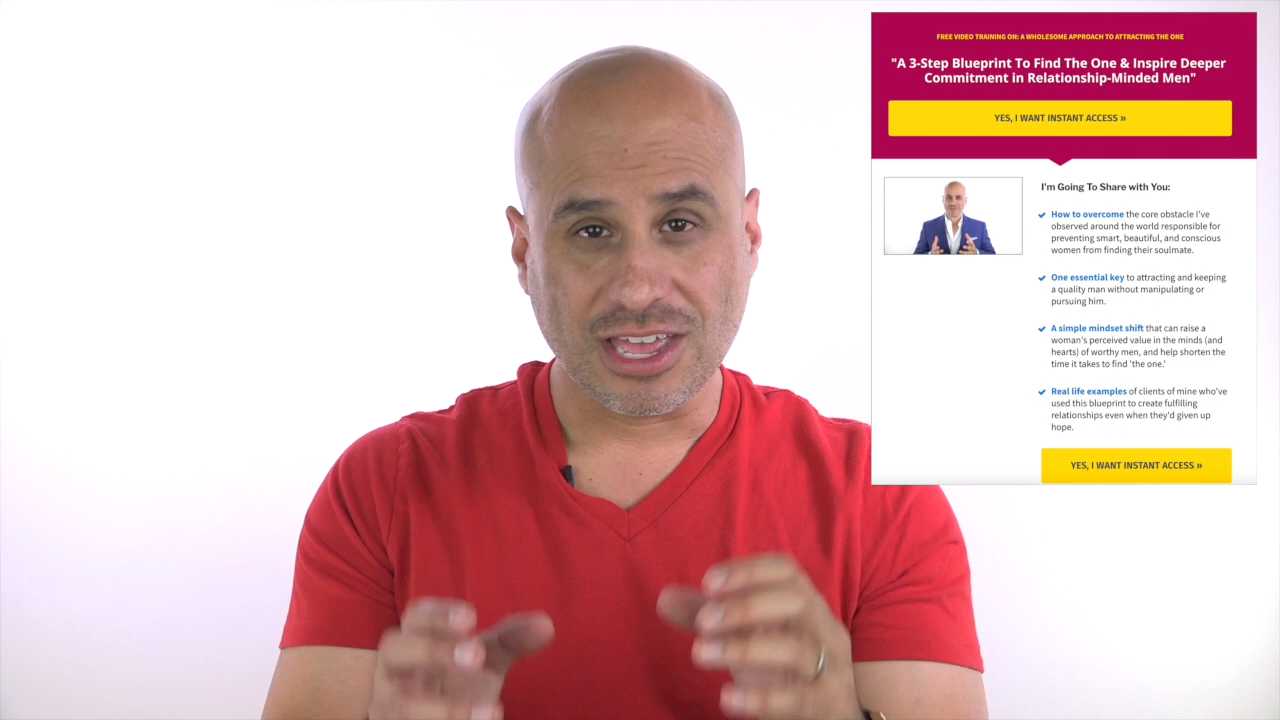 FREE VIDEO TRAINING ON: A WHOLESOME APPROACH TO ATTRACTING THE ONE
"A 3-Step Blueprint To Find The One & Inspire Deeper
Commitment in Relationship-Minded Men"
YES, I WANT INSTANT ACCESS »
I'm Going To Share with You:
How to overcome the core obstacle I've
observed around the world responsible for
preventing smart, beautiful, and conscious
women from finding their soulmate.
One essential key to attracting and keeping
a quality man without manipulating or
pursuing him.
A simple mindset shift that can raise a
woman's perceived value in the minds (and
hearts) of worthy men, and help shorten the
time it takes to find 'the one.'
Real life examples of clients of mine who've
used this blueprint to create fulfilling
relationships even when they'd given up
hope.
YES, I WANT INSTANT ACCESS »